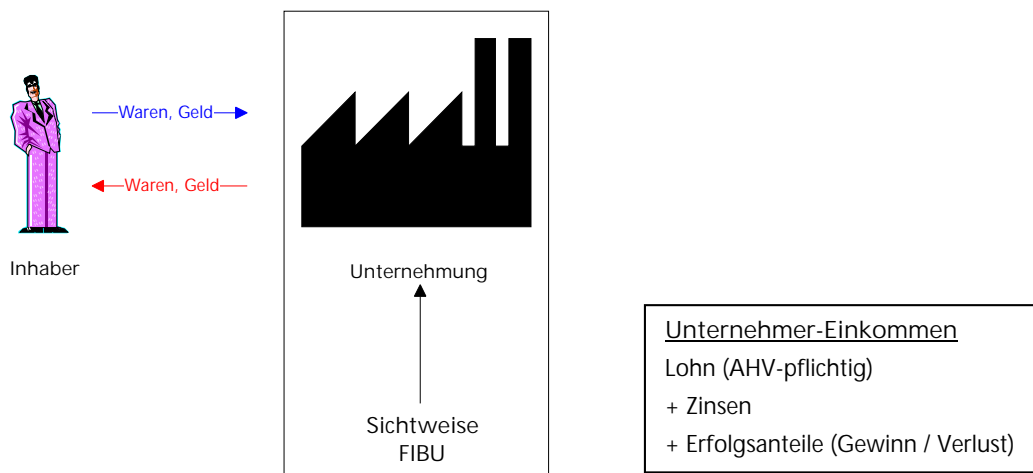 Waren, Geld
Waren, Geld
Inhaber
Unternehmung
Sichtweise
FIBU
Unternehmer-Einkommen
Lohn (AHV-pflichtig)
+ Zinsen
+ Erfolgsanteile (Gewinn / Verlust)